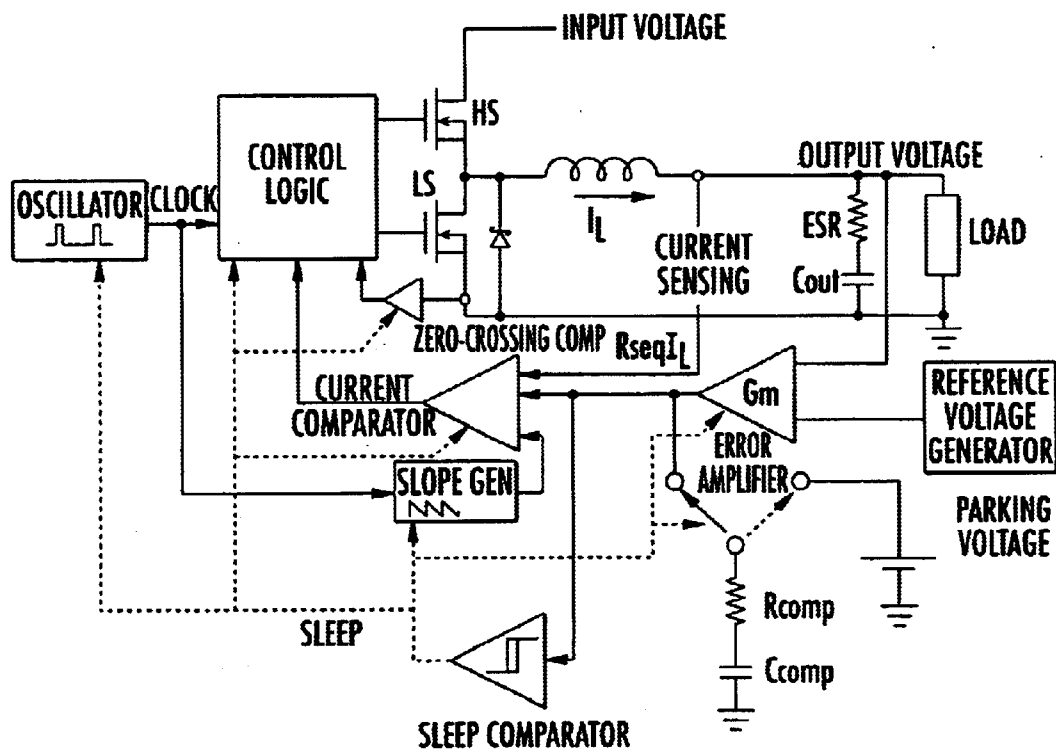 INPUT VOLTAGE
HS
CONTROL
LOGIC
OUTPUT VOLTAGE
LS
OSCILLATOR
CLOCK
IL
ESR
LOAD
CURRENT
SENSING
Cout
ZERO-CROSSING COMP
RseqIL
CURRENT
COMPARATOR
Gm
REFERENCE
VOLTAGE
GENERATOR
ERROR
AMPLIFIER
SLOPE GEN
PARKING
VOLTAGE
Rcomp
SLEEP
Ccomp
SLEEP COMPARATOR